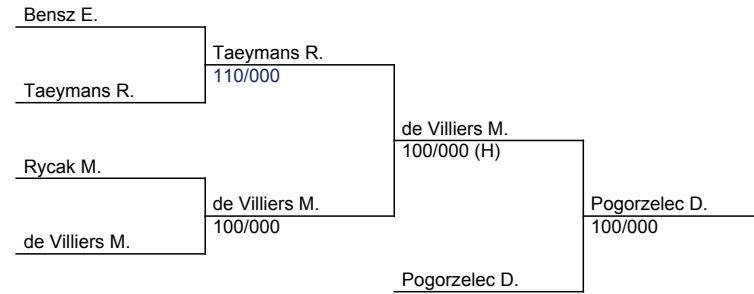 Bensz E.
Taeymans R.
110/000
Taeymans R.
de Villiers M.
100/000 (H)
Rycak M.
de Villiers M.
100/000
Pogorzelec D.
100/000
de Villiers M.
Pogorzelec D.